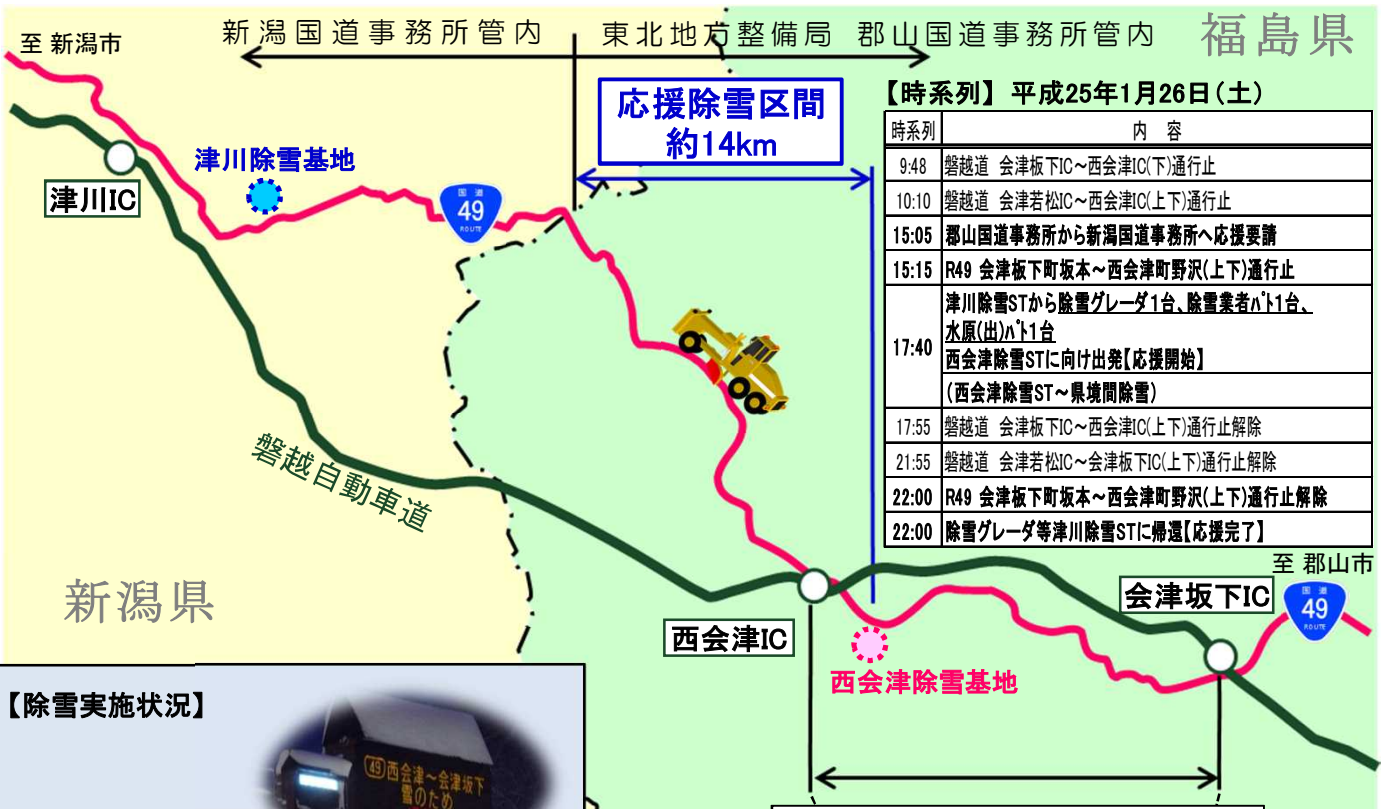 新潟国道事務所管内
東北地方整備局 郡山国道事務所管内
福島県
至 新潟市
応援除雪区間
約14km
津川除雪基地
津川IC
国道
49
ROUTE
磐越自動車道
新潟県
【時系列】平成25年1月26日(土)
時系列 内 容
9:48 磐越道 会津板下IC～西会津IC(下)通行止
10:10 磐越道 会津若松IC～西会津IC(上下)通行止
15:05 郡山国道事務所から新潟国道事務所へ応援要請
15:15 R49 会津板下町坂本～西会津町野沢(上下)通行止
17:40 津川除雪STから除雪グレーダ1台、除雪業者パト1台、
水原(出)パト1台
西会津除雪STに向け出発【応援開始】
(西会津除雪ST～県境間除雪)
17:55 磐越道 会津板下IC～西会津IC(上下)通行止解除
21:55 磐越道 会津若松IC～会津板下IC(上下)通行止解除
22:00 R49 会津板下町坂本～西会津町野沢(上下)通行止解除
22:00 除雪グレーダ等津川除雪STに帰還【応援完了】
至 郡山市
会津坂下IC
国道
49
ROUTE
西会津IC
西会津除雪基地
【除雪実施状況】
49 西会津～会津坂下
雪のため